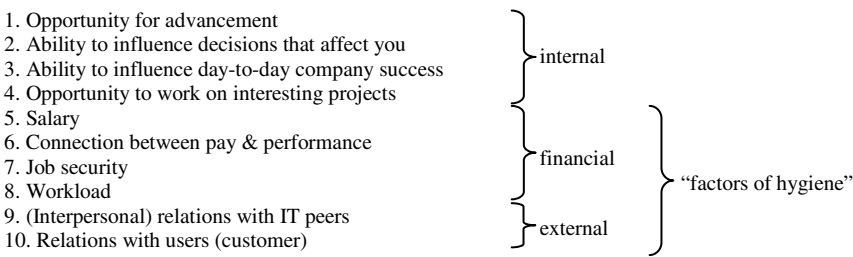 1. Opportunity for advancement
2. Ability to influence decisions that affect you
3. Ability to influence day-to-day company success
4. Opportunity to work on interesting projects
5. Salary
6. Connection between pay & performance
7. Job security
8. Workload
9. (Interpersonal) relations with IT peers
10. Relations with users (customer)
internal
financial
external
“factors of hygiene”